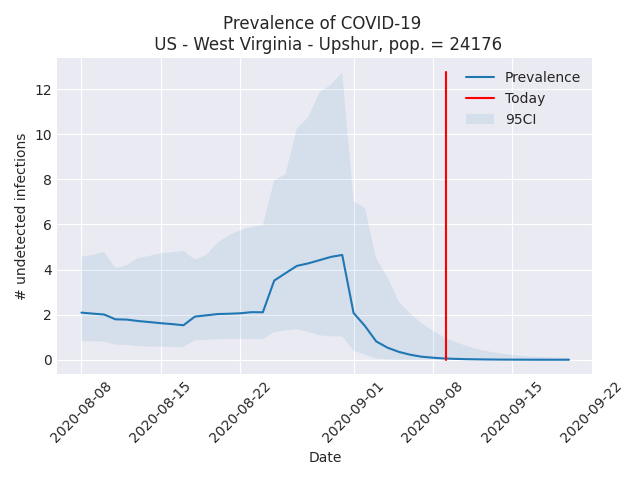 Prevalence of COVID-19
US - West Virginia - Upshur, pop. = 24176
Prevalence
Today
95CI
# undetected infections
12
10
8
6
4
2
0
2020-08-08
2020-08-15
2020-08-22
2020-09-01
2020-09-08
2020-09-15
2020-09-22
Date